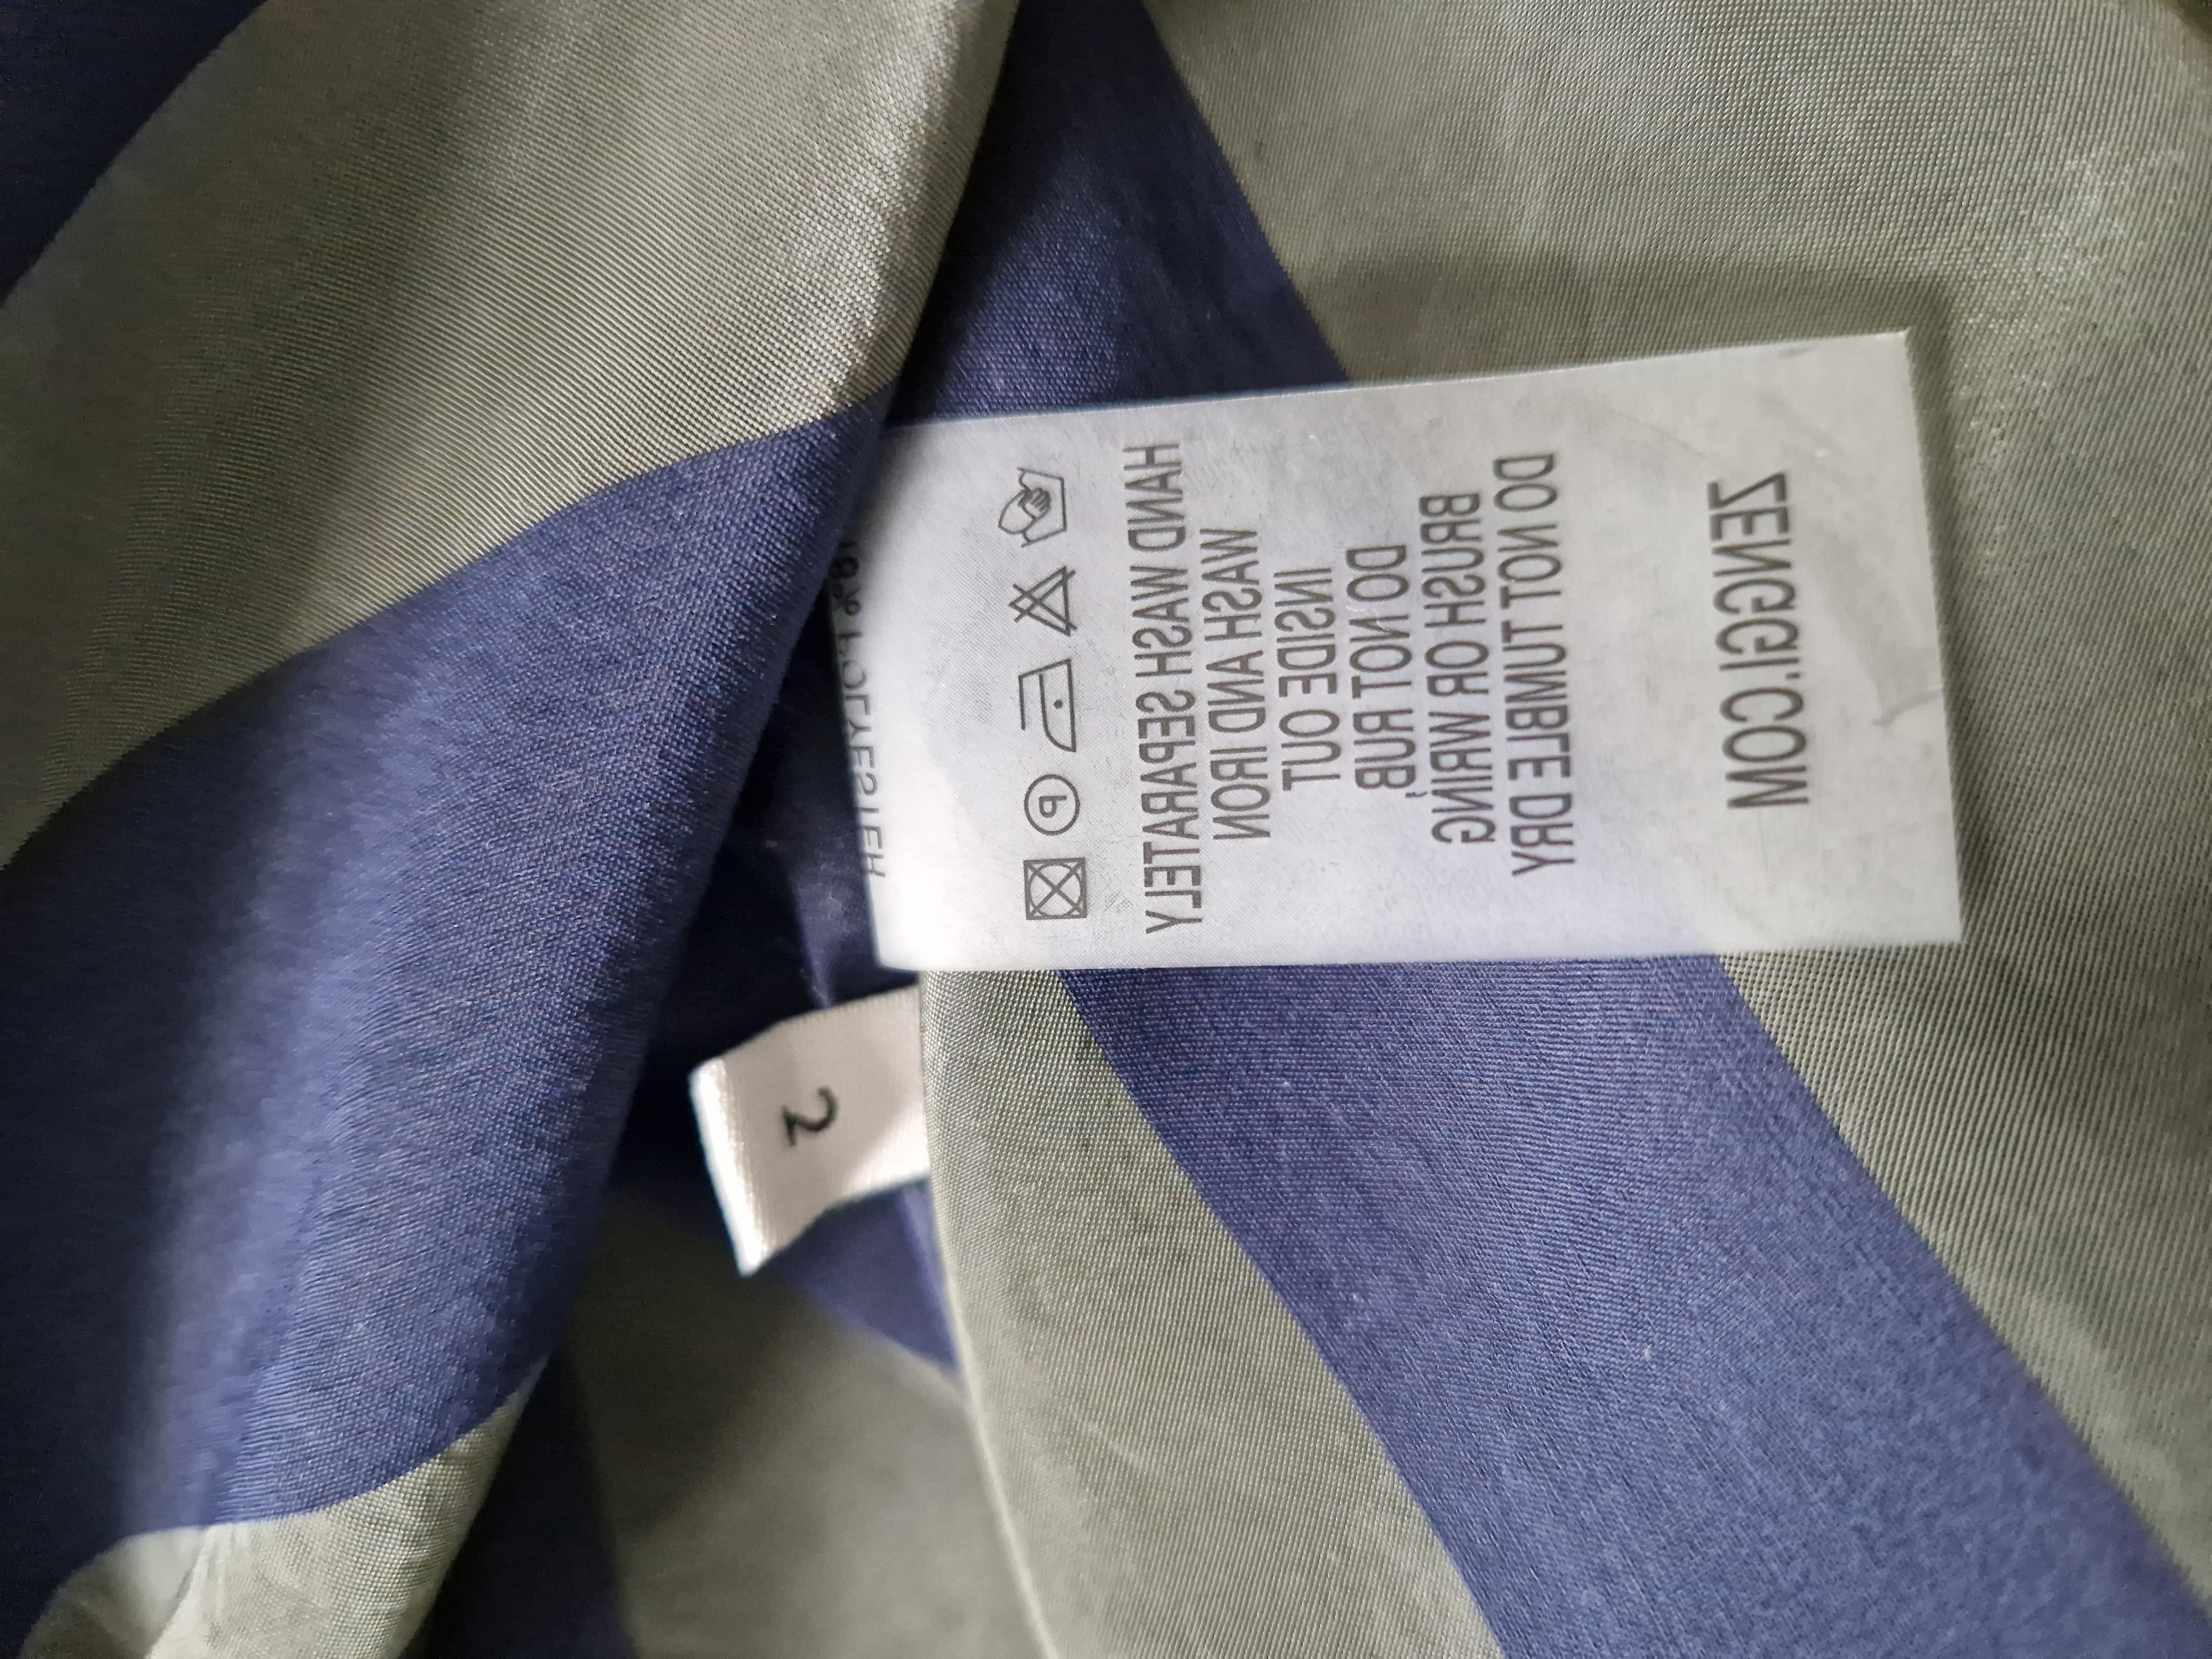 HAND WASH SEPARATELY
WASH AND IRON
INSIDE OUT
DO NOT RUB,
BRUSH OR WRING
DO NOT TUMBLE DRY
ZENGGI.COM
2